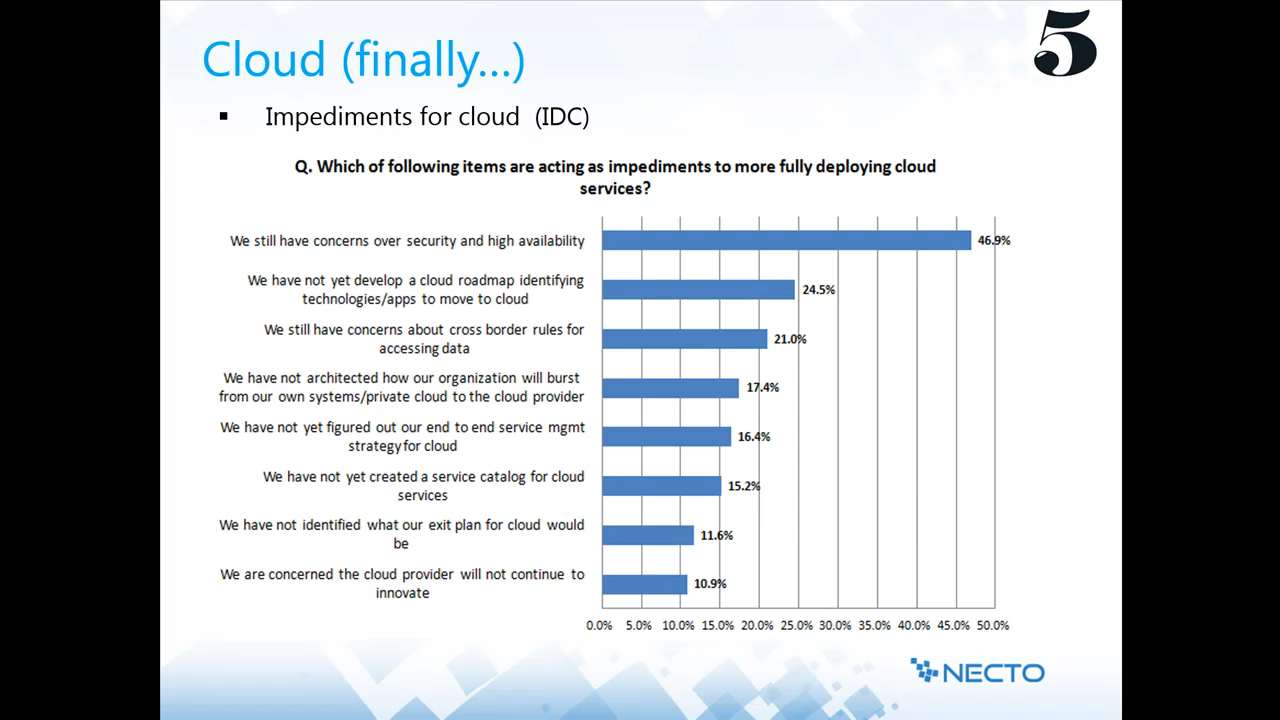 Cloud (finally...)
5
▪ Impediments for cloud (IDC)
Q. Which of following items are acting as impediments to more fully deploying cloud
services?
We still have concerns over security and high availability
46.9%
We have not yet develop a cloud roadmap identifying
technologies/apps to move to cloud
24.5%
We still have concerns about cross border rules for
accessing data
21.0%
We have not architected how our organization will burst
from our own systems/private cloud to the cloud provider
17.4%
We have not yet figured out our end to end service mgmt
strategy for cloud
16.4%
We have not yet created a service catalog for cloud
services
15.2%
We have not identified what our exit plan for cloud would
be
11.6%
We are concerned the cloud provider will not continue to
innovate
10.9%
0.0% 5.0% 10.0% 15.0% 20.0% 25.0% 30.0% 35.0% 40.0% 45.0% 50.0%
NECTO